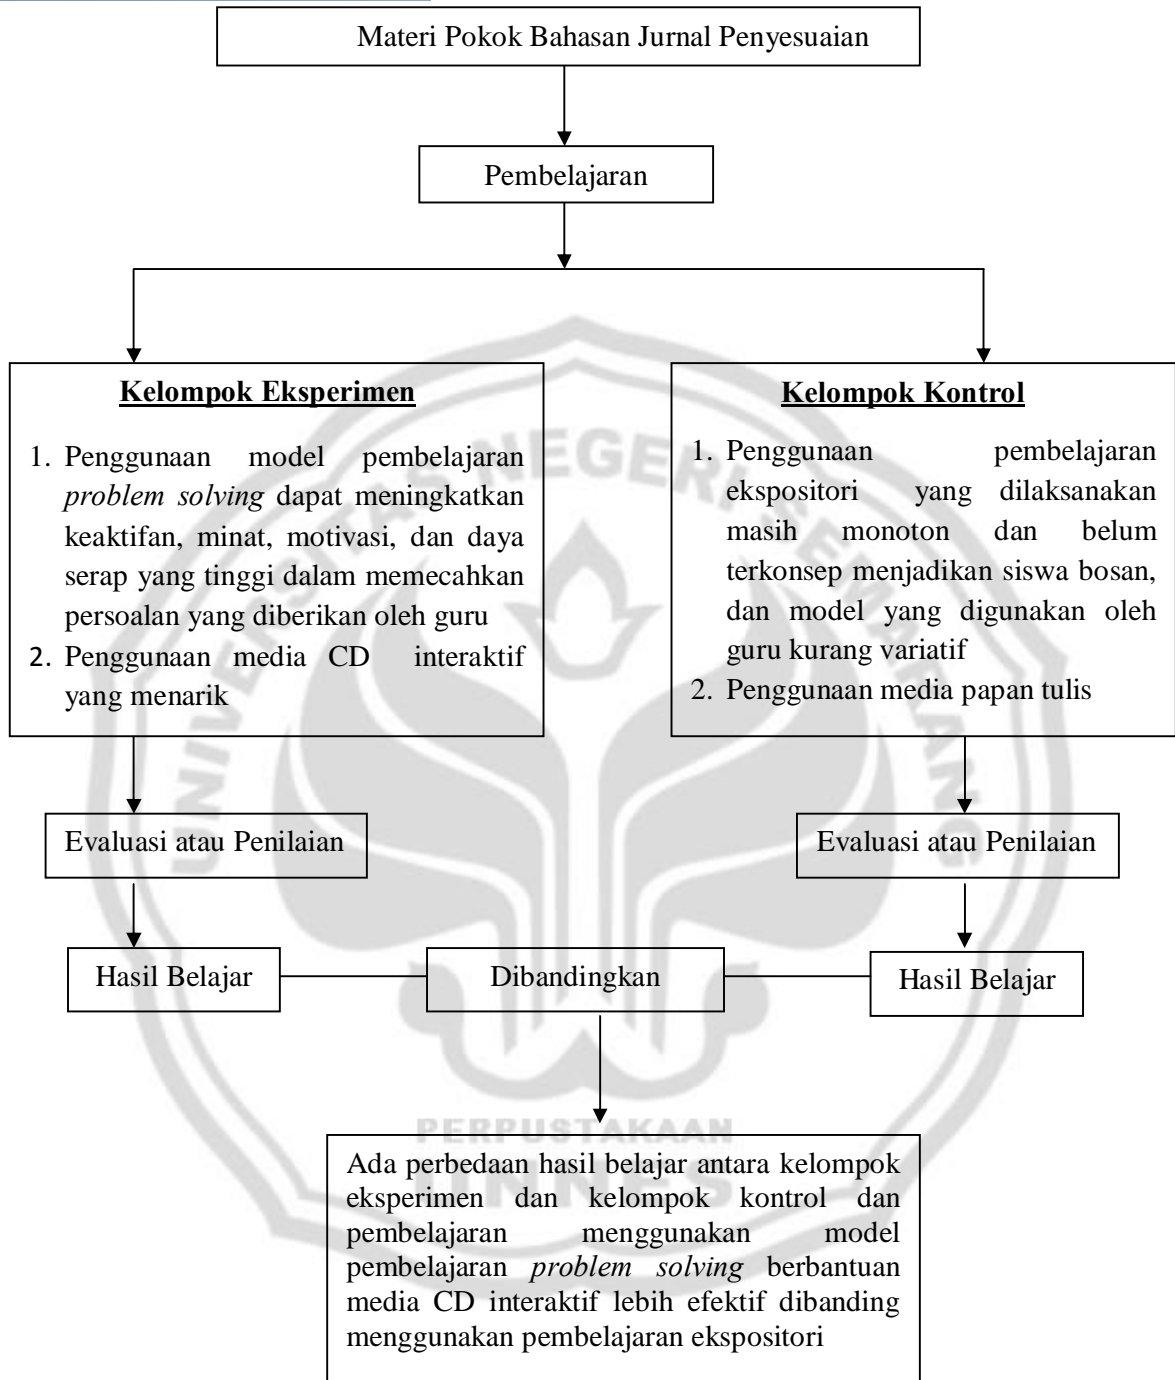 Materi Pokok Bahasan Jurnal Penyesuaian
Pembelajaran
Kelompok Eksperimen
1. Penggunaan model pembelajaran
problem solving dapat meningkatkan
keaktifan, minat, motivasi, dan daya
serap yang tinggi dalam memecahkan
persoalan yang diberikan oleh guru
2. Penggunaan media CD interaktif
yang menarik
Kelompok Kontrol
1. Penggunaan pembelajaran
ekspositori yang dilaksanakan
masih monoton dan belum
terkonsep menjadikan siswa bosan,
dan model yang digunakan oleh
guru kurang variatif
2. Penggunaan media papan tulis
Evaluasi atau Penilaian
Evaluasi atau Penilaian
Hasil Belajar
Dibandingkan
Hasil Belajar
Ada perbedaan hasil belajar antara kelompok
eksperimen dan kelompok kontrol dan
pembelajaran menggunakan model
pembelajaran problem solving berbantuan
media CD interaktif lebih efektif dibanding
menggunakan pembelajaran ekspositori
UNIVERSITAS NEGERI SEMARANG
PERPUSTAKAAN
UNNES